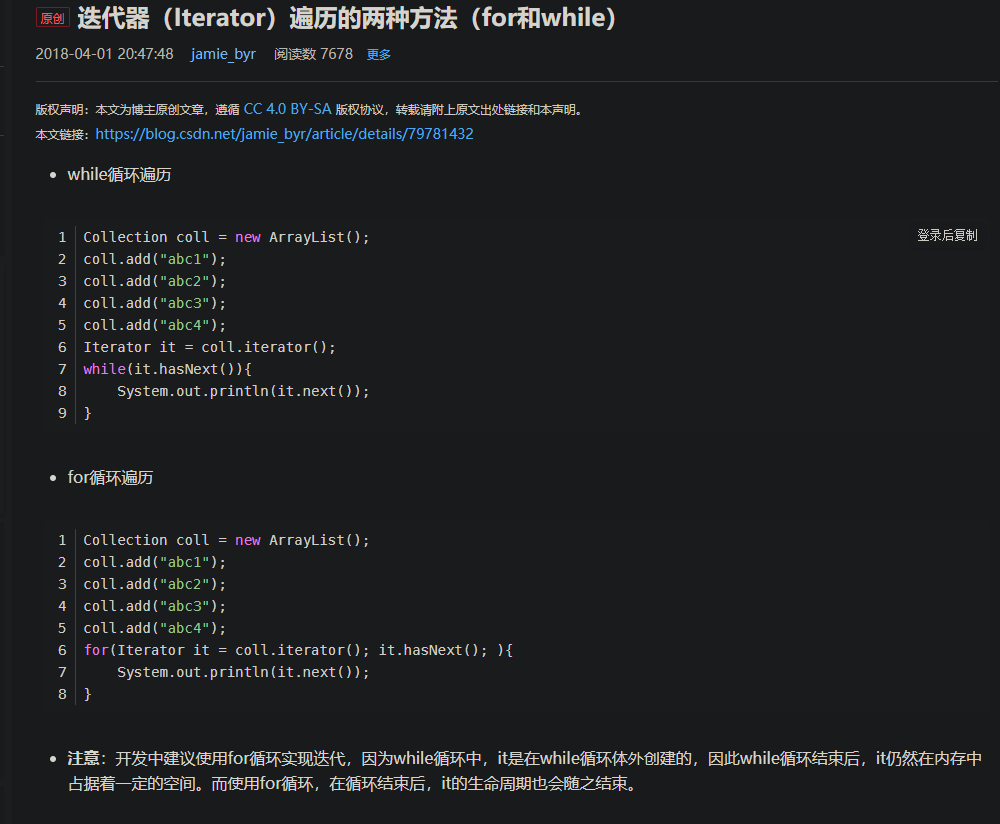 原创 迭代器（Iterator）遍历的两种方法（for和while）
2018-04-01 20:47:48 jamie_byr 阅读数 7678 更多
版权声明：本文为博主原创文章，遵循 CC 4.0 BY-SA 版权协议，转载请附上原文出处链接和本声明。
本文链接：https://blog.csdn.net/jamie_byr/article/details/79781432
• while循环遍历
登录后复制
1 Collection coll = new ArrayList();
2 coll.add("abc1");
3 coll.add("abc2");
4 coll.add("abc3");
5 coll.add("abc4");
6 Iterator it = coll.iterator();
7 while(it.hasNext()){
8     System.out.println(it.next());
9 }
• for循环遍历
1 Collection coll = new ArrayList();
2 coll.add("abc1");
3 coll.add("abc2");
4 coll.add("abc3");
5 coll.add("abc4");
6 for(Iterator it = coll.iterator(); it.hasNext(); ){
7     System.out.println(it.next());
8 }
• 注意：开发中建议使用for循环实现迭代，因为while循环中，it是在while循环体外创建的，因此while循环结束后，it仍然在内存中
占据着一定的空间。而使用for循环，在循环结束后，it的生命周期也会随之结束。